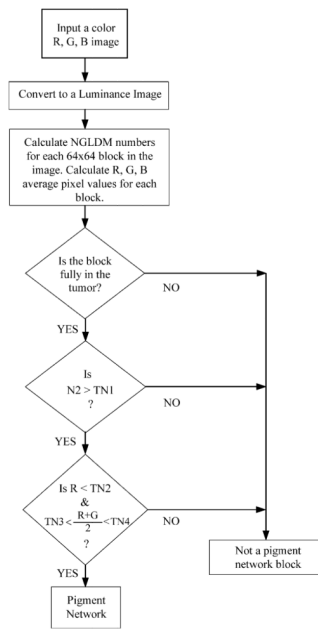 Input a color
R, G, B image
Convert to a Luminance Image
Calculate NGLDM numbers
for each 64x64 block in the
image. Calculate R, G, B
average pixel values for each
block.
Is the block
fully in the
tumor?
NO
YES
Is
N2 > TN1
?
NO
YES
Is R < TN2
&
TN3 < R+G/2 < TN4
?
NO
YES
Not a pigment
network block
Pigment
Network